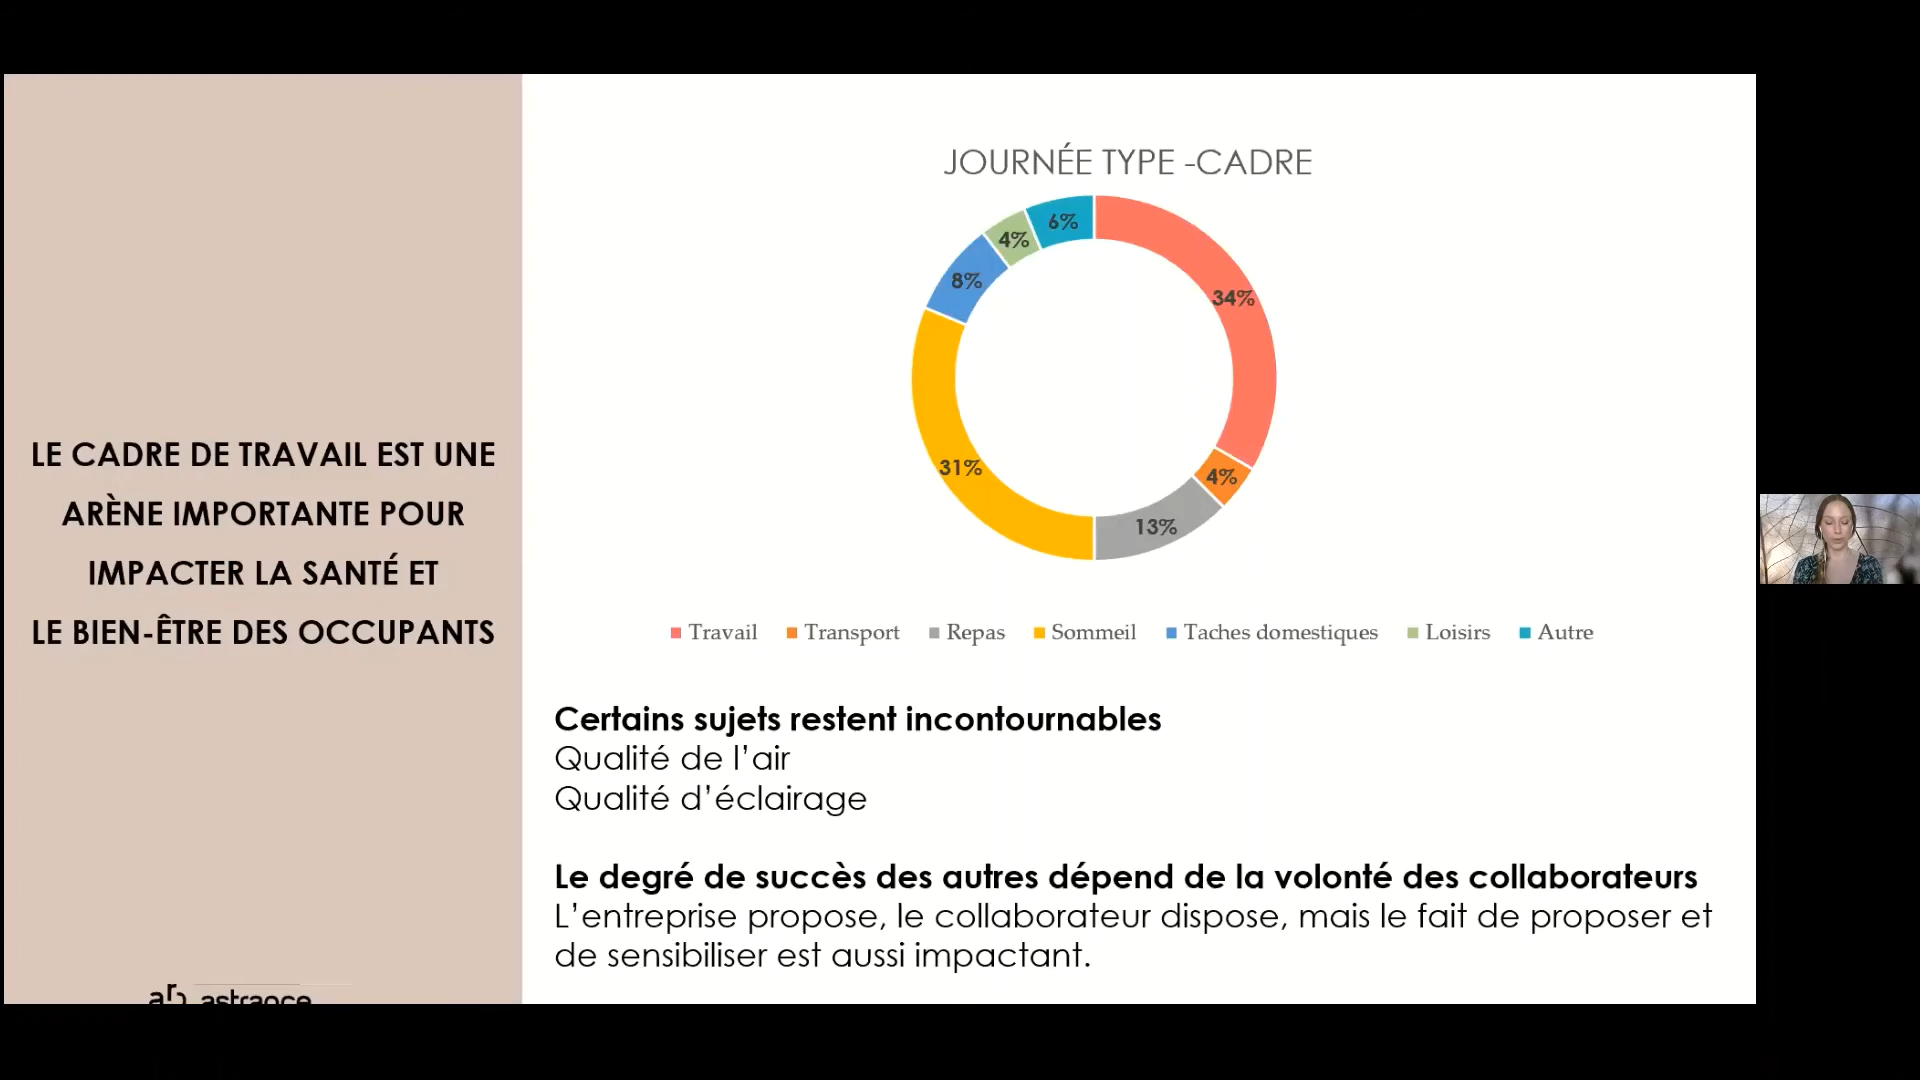 LE CADRE DE TRAVAIL EST UNE
ARÈNE IMPORTANTE POUR
IMPACTER LA SANTÉ ET
LE BIEN-ÊTRE DES OCCUPANTS
astrance
JOURNÉE TYPE -CADRE
6%
4%
8%
34%
31%
4%
13%
Travail Transport Repas Sommeil Taches domestiques Loisirs Autre
Certains sujets restent incontournables
Qualité de l’air
Qualité d’éclairage
Le degré de succès des autres dépend de la volonté des collaborateurs
L’entreprise propose, le collaborateur dispose, mais le fait de proposer et
de sensibiliser est aussi impactant.